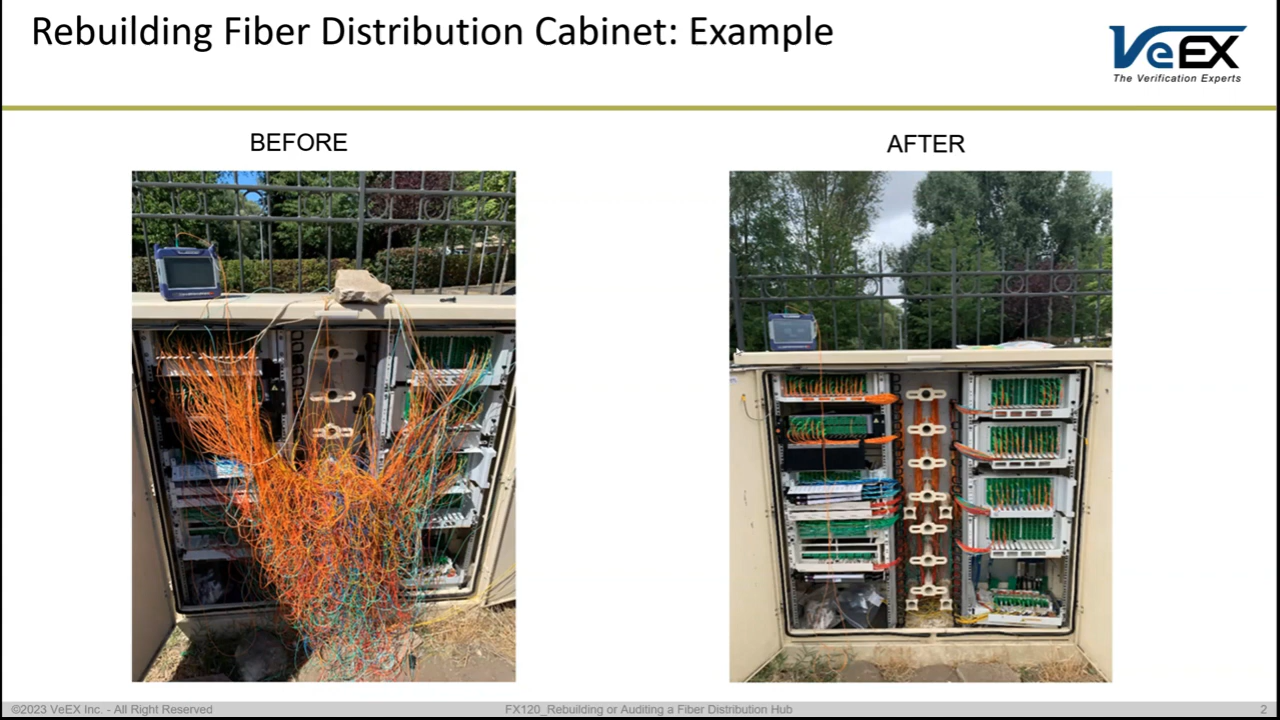 Rebuilding Fiber Distribution Cabinet: Example
VeEX
The Verification Experts
BEFORE
AFTER
©2023 VeEX Inc. - All Right Reserved
FX120_Rebuilding or Auditing a Fiber Distribution Hub
2